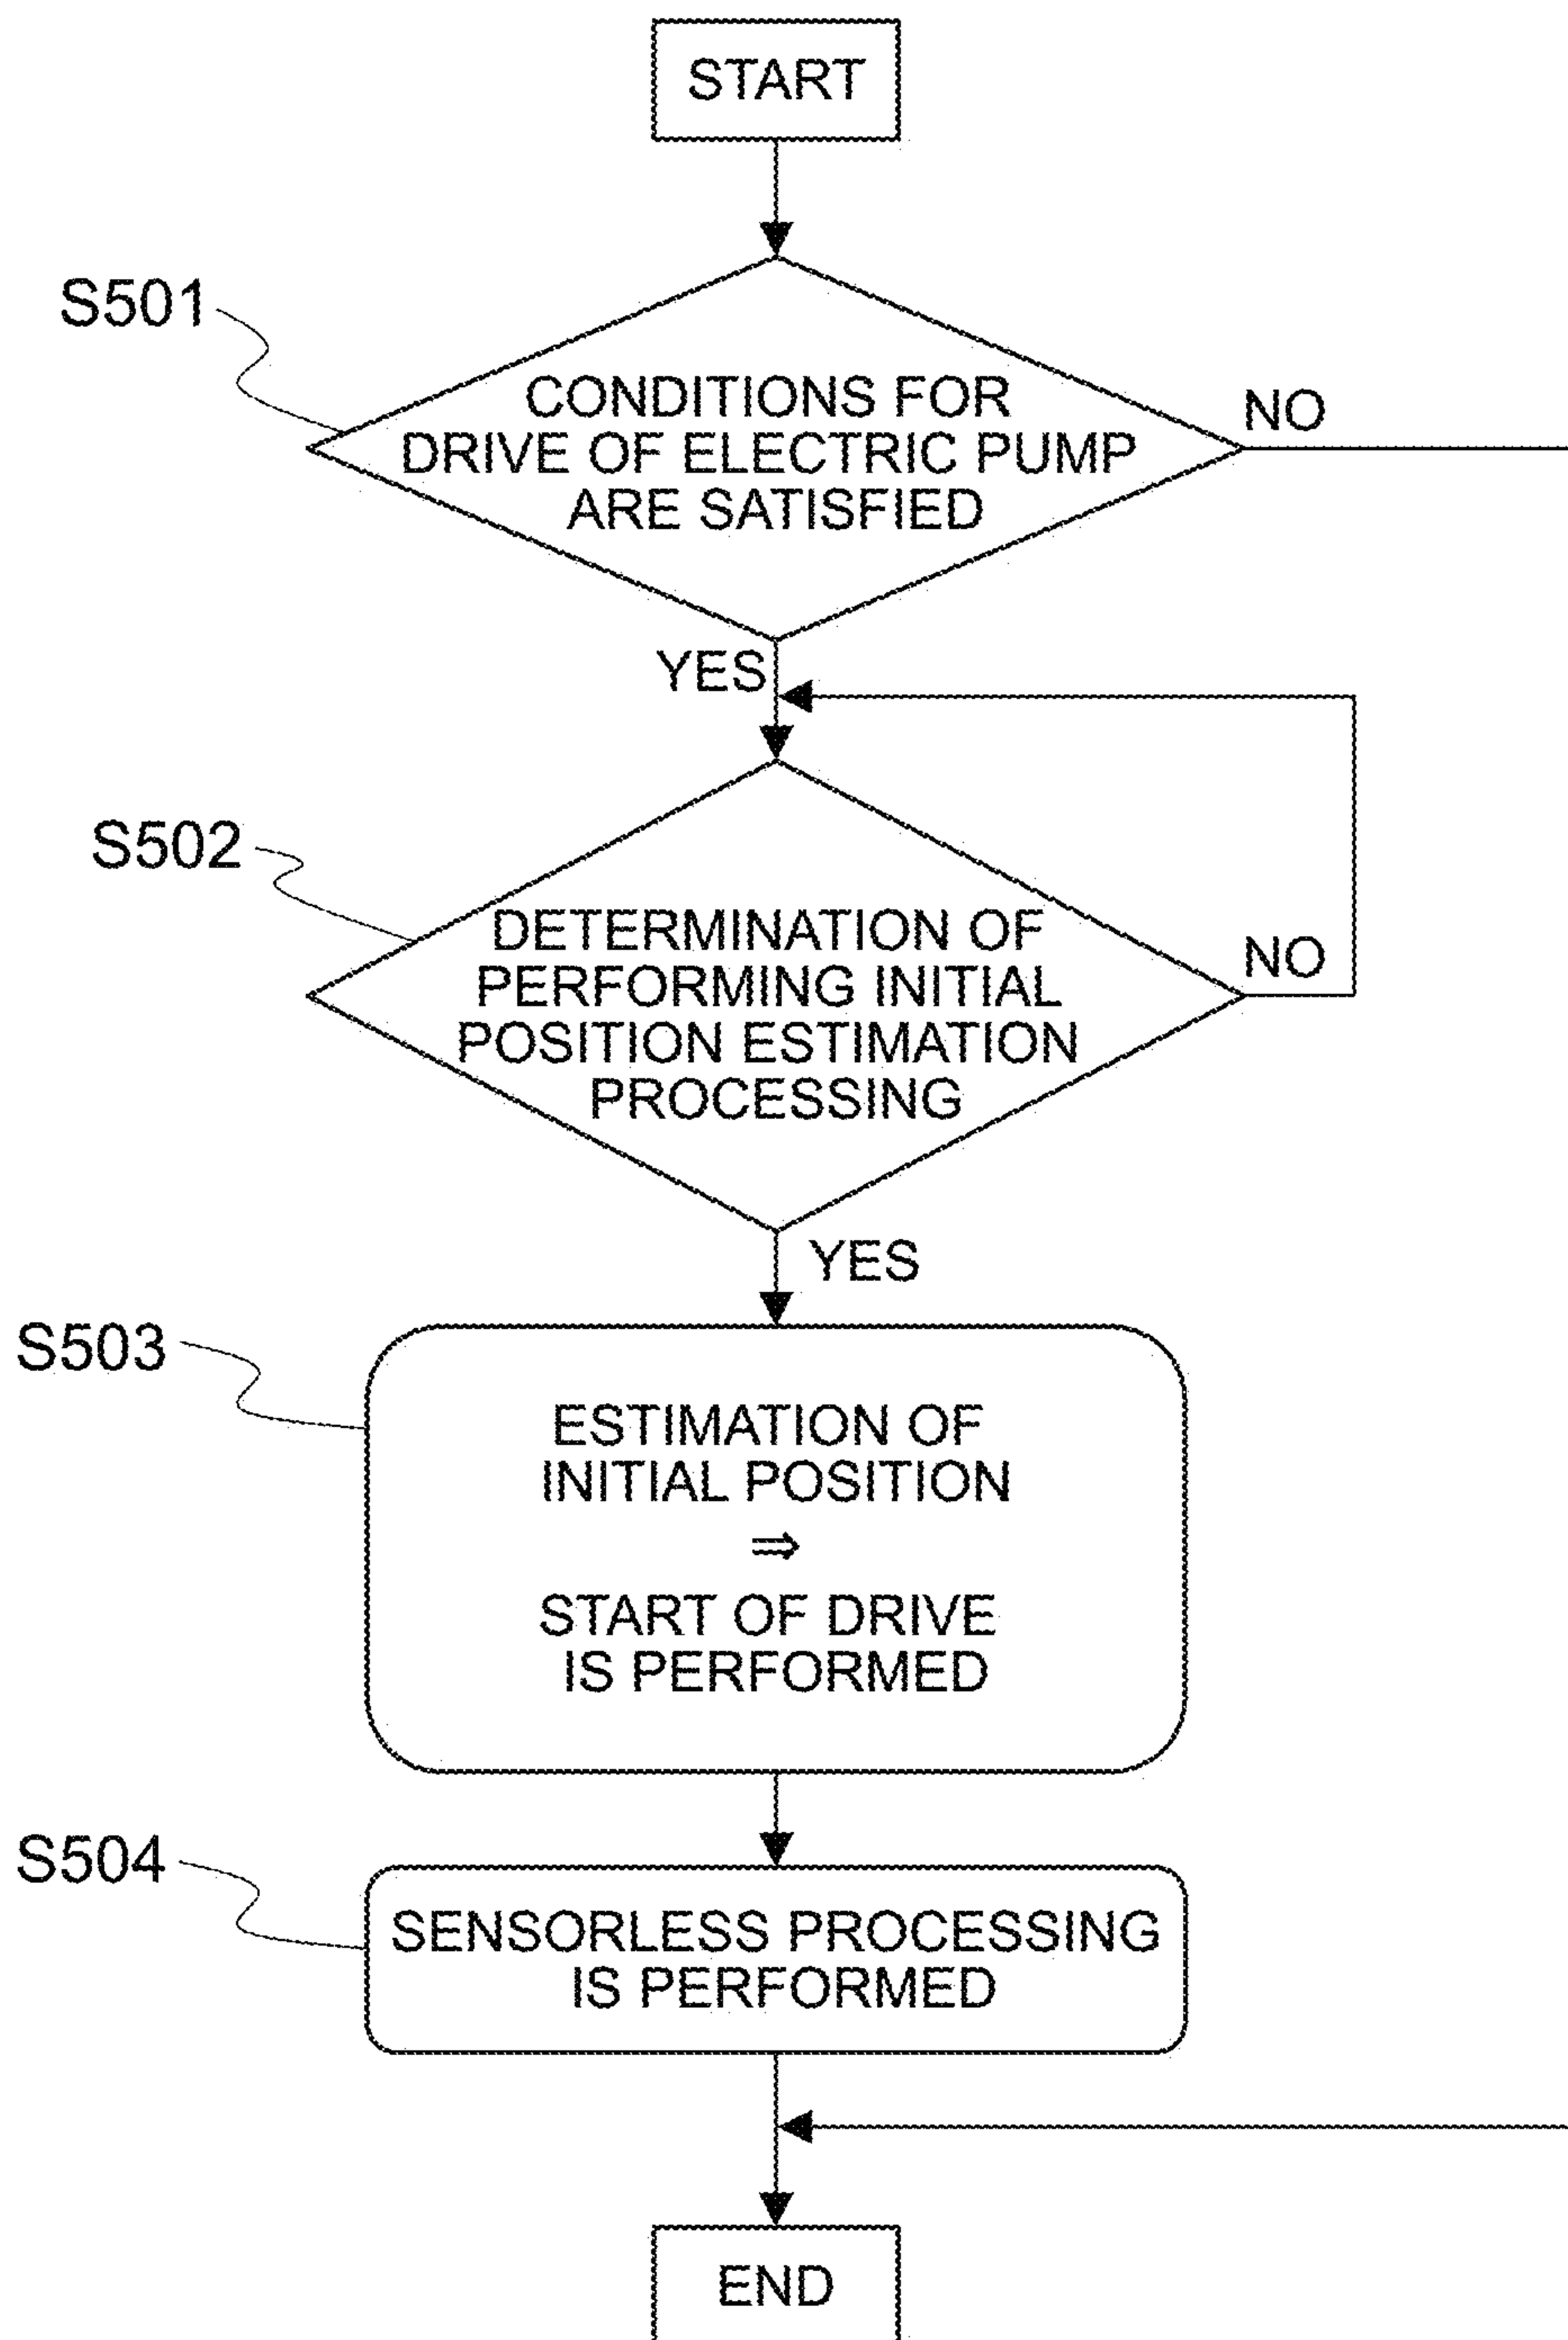 START
S501
CONDITIONS FOR
DRIVE OF ELECTRIC PUMP
ARE SATISFIED
NO
YES
S502
DETERMINATION OF
PERFORMING INITIAL
POSITION ESTIMATION
PROCESSING
NO
YES
S503
ESTIMATION OF
INITIAL POSITION
⇒
START OF DRIVE
IS PERFORMED
S504
SENSORLESS PROCESSING
IS PERFORMED
END